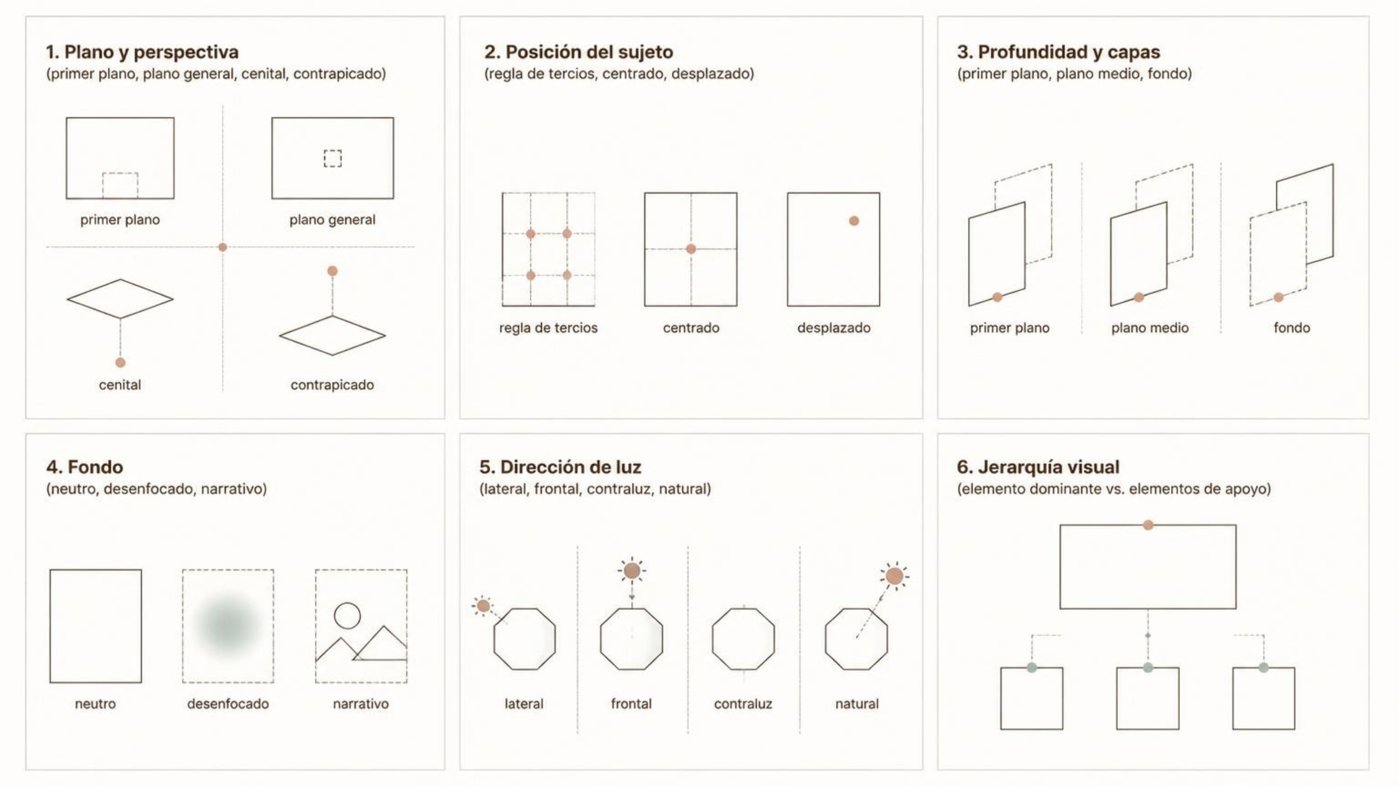 1. Plano y perspectiva
(primer plano, plano general, cenital, contrapicado)
primer plano
plano general
cenital
contrapicado
2. Posición del sujeto
(regla de tercios, centrado, desplazado)
regla de tercios
centrado
desplazado
3. Profundidad y capas
(primer plano, plano medio, fondo)
primer plano
plano medio
fondo
4. Fondo
(neutro, desenfocado, narrativo)
neutro
desenfocado
narrativo
5. Dirección de luz
(lateral, frontal, contraluz, natural)
lateral
frontal
contraluz
natural
6. Jerarquía visual
(elemento dominante vs. elementos de apoyo)